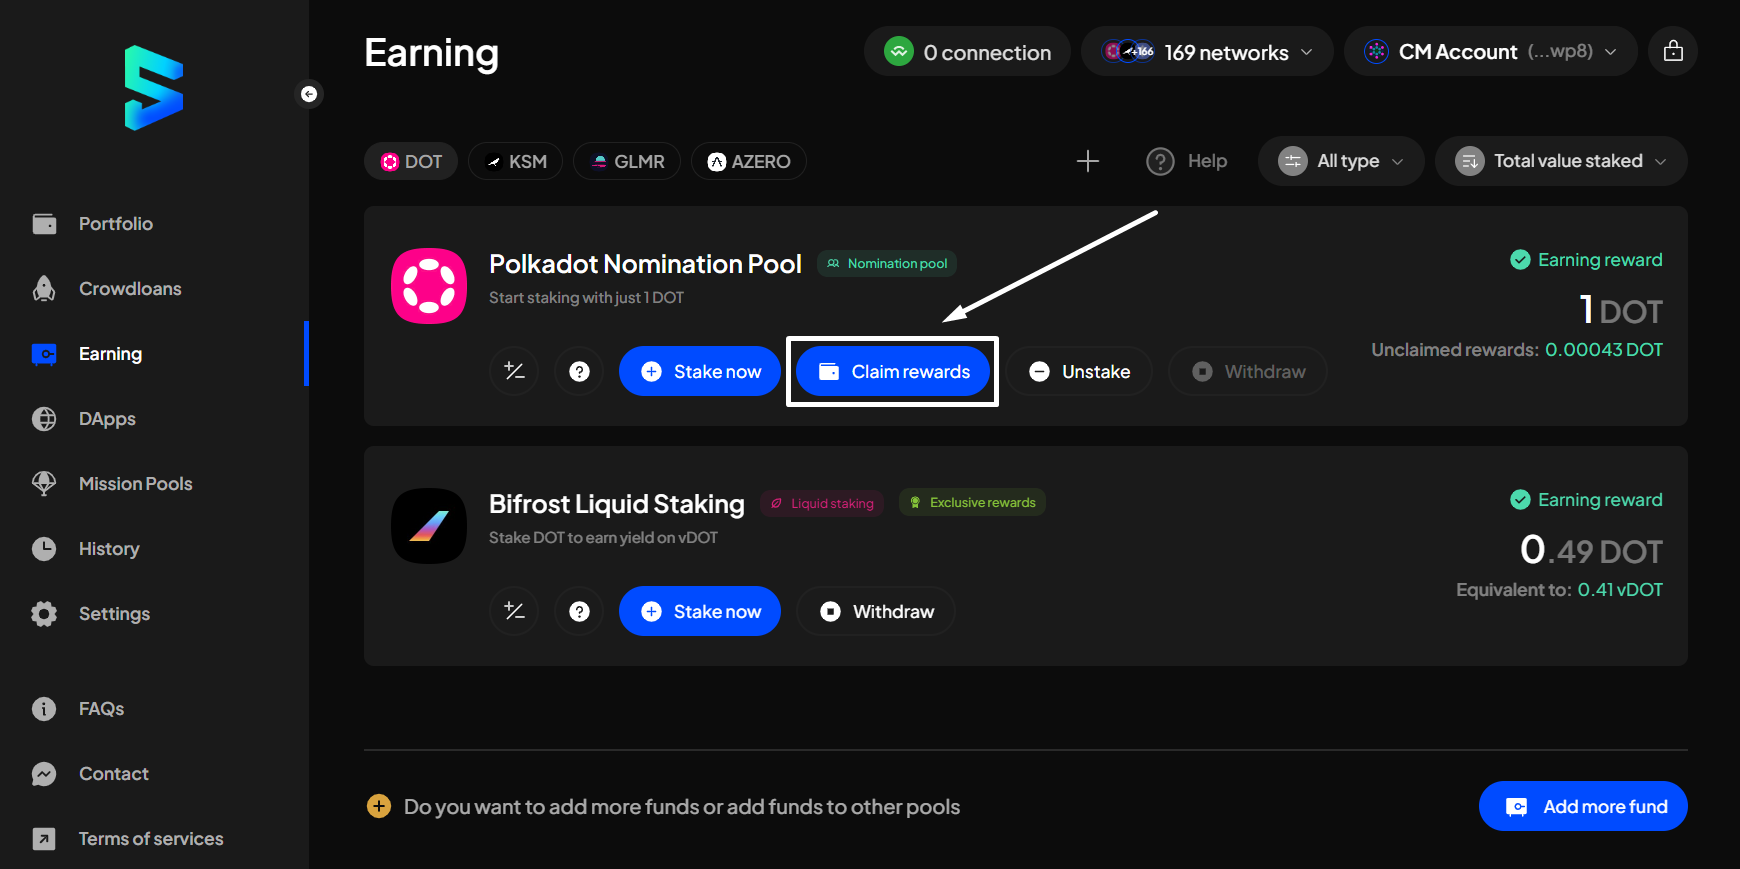 Earning
0 connection
+166
169 networks
CM Account (...wp8)
DOT
KSM
GLMR
AZERO
Help
All type
Total value staked
Portfolio
Crowdloans
Earning
DApps
Mission Pools
History
Settings
FAQs
Contact
Terms of services
Polkadot Nomination Pool
Nomination pool
Start staking with just 1 DOT
Stake now
Claim rewards
Unstake
Withdraw
Earning reward
1 DOT
Unclaimed rewards: 0.00043 DOT
Bifrost Liquid Staking
Liquid staking
Exclusive rewards
Stake DOT to earn yield on vDOT
Stake now
Withdraw
Earning reward
0.49 DOT
Equivalent to: 0.41 vDOT
Do you want to add more funds or add funds to other pools
Add more fund